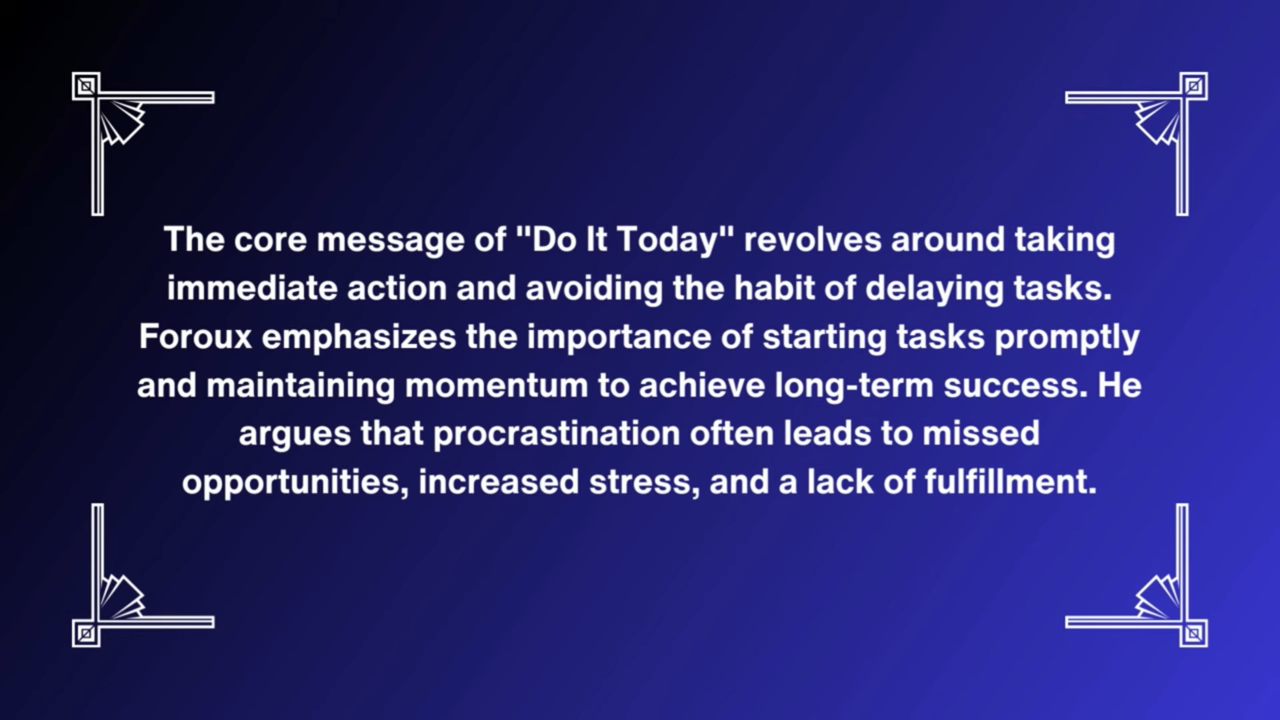 The core message of "Do It Today" revolves around taking
immediate action and avoiding the habit of delaying tasks.
Foroux emphasizes the importance of starting tasks promptly
and maintaining momentum to achieve long-term success. He
argues that procrastination often leads to missed
opportunities, increased stress, and a lack of fulfillment.